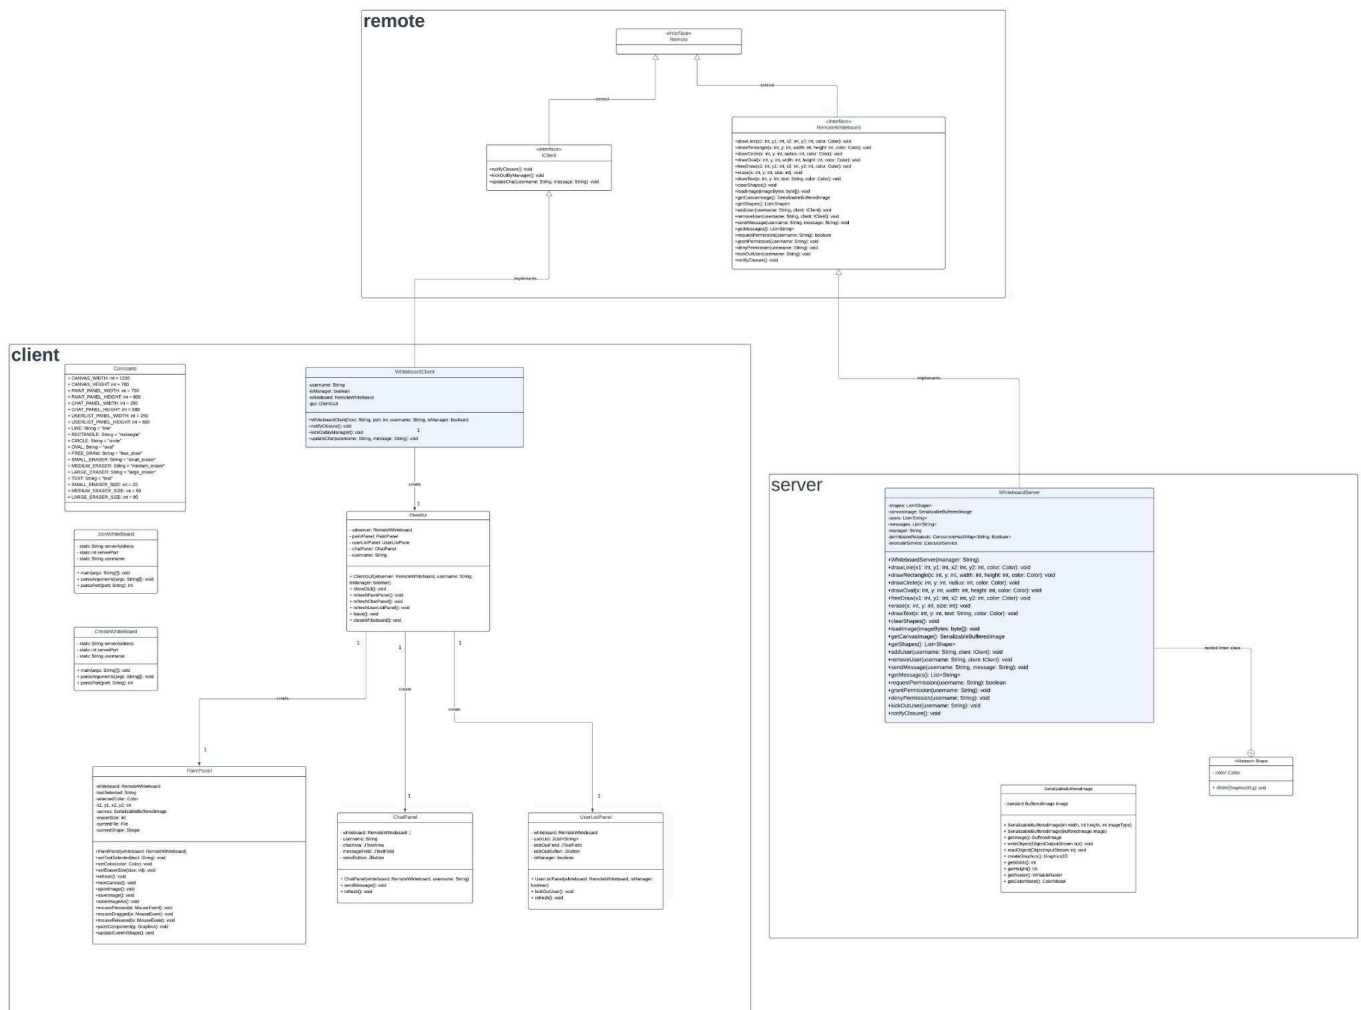 remote
«Interface»
Remote
extend
extend
«Interface»
IClient
+notifyClosure(): void
+kickOutByManager(): void
+updateChat(username: String, message: String): void
«Interface»
RemoteWhiteboard
+drawLine(x1: int, y1: int, x2: int, y2: int, color: Color): void
+drawRectangle(x: int, y: int, width: int, height: int, color: Color): void
+drawCircle(x: int, y: int, radius: int, color: Color): void
+drawOval(x: int, y: int, width: int, height: int, color: Color): void
+freeDraw(x1: int, y1: int, x2: int, y2: int, color: Color): void
+erase(x: int, y: int, size: int): void
+drawText(x: int, y: int, text: String, color: Color): void
+clearShapes(): void
+loadImage(imageBytes: byte[]): void
+getCanvasImage(): SerializableBufferedImage
+getShapes(): List<Shape>
+addUser(username: String, client: IClient): void
+removeUser(username: String, client: IClient): void
+sendMessage(username: String, message: String): void
+getMessages(): List<String>
+requestPermission(username: String): boolean
+grantPermission(username: String): void
+denyPermission(username: String): void
+kickOutUser(username: String): void
+notifyClosure(): void
implements
implements
client
Constants
+ CANVAS_WIDTH: int = 1200
+ CANVAS_HEIGHT: int = 780
+ PAINT_PANEL_WIDTH: int = 700
+ PAINT_PANEL_HEIGHT: int = 600
+ CHAT_PANEL_WIDTH: int = 250
+ CHAT_PANEL_HEIGHT: int = 600
+ USERLIST_PANEL_WIDTH: int = 250
+ USERLIST_PANEL_HEIGHT: int = 600
+ LINE: String = "line"
+ RECTANGLE: String = "rectangle"
+ CIRCLE: String = "circle"
+ OVAL: String = "oval"
+ FREE_DRAW: String = "free_draw"
+ SMALL_ERASER: String = "small_eraser"
+ MEDIUM_ERASER: String = "medium_eraser"
+ LARGE_ERASER: String = "large_eraser"
+ TEXT: String = "text"
+ SMALL_ERASER_SIZE: int = 20
+ MEDIUM_ERASER_SIZE: int = 50
+ LARGE_ERASER_SIZE: int = 80
WhiteboardClient
-username: String
-isManager: boolean
-whiteboard: RemoteWhiteboard
-gui: ClientGUI
+WhiteboardClient(host: String, port: int, username: String, isManager: boolean)
+notifyClosure(): void
+kickOutByManager(): void
+updateChat(username: String, message: String): void
1
create
1
JoinWhiteBoard
- static String serverAddress
- static int serverPort
- static String username
+ main(args: String[]): void
+ parseArguments(args: String[]): void
+ parsePort(port: String): int
CreateWhiteBoard
- static String serverAddress
- static int serverPort
- static String username
+ main(args: String[]): void
+ parseArguments(args: String[]): void
+ parsePort(port: String): int
ClientGUI
- wbserver: RemoteWhiteboard
- paintPanel: PaintPanel
- userListPanel: UserListPane
- chatPanel: ChatPanel
- username: String
+ ClientGUI(wbserver: RemoteWhiteboard, username: String,
isManager: boolean)
+ showGUI(): void
+ refreshPaintPanel(): void
+ refreshChatPanel(): void
+ refreshUserListPanel(): void
+ leave(): void
+ closeWhiteboard(): void
1
1
1
create
create
create
1
1
1
PaintPanel
-whiteboard: RemoteWhiteboard
-toolSelected: String
-selectedColor: Color
-x1, y1, x2, y2: int
-canvas: SerializableBufferedImage
-eraserSize: int
-currentFile: File
-currentShape: Shape
+PaintPanel(whiteboard: RemoteWhiteboard)
+setToolSelected(tool: String): void
+setColor(color: Color): void
+setEraserSize(size: int): void
+refresh(): void
+newCanvas(): void
+openImage(): void
+saveImage(): void
+saveImageAs(): void
+mousePressed(e: MouseEvent): void
+mouseDragged(e: MouseEvent): void
+mouseReleased(e: MouseEvent): void
+paintComponent(g: Graphics): void
+updateCurrentShape(): void
ChatPanel
- whiteboard: RemoteWhiteboard
- username: String
- chatArea: JTextArea
- messageField: JTextField
- sendButton: JButton
+ ChatPanel(whiteboard: RemoteWhiteboard, username: String)
+ sendMessage(): void
+ refresh(): void
UserListPanel
- whiteboard: RemoteWhiteboard
- userList: JList<String>
- kickOutField: JTextField
- kickOutButton: JButton
- isManager: boolean
+ UserListPanel(whiteboard: RemoteWhiteboard, isManager:
boolean)
+ kickOutUser(): void
+ refresh(): void
server
WhiteboardServer
-shapes: List<Shape>
-canvasImage: SerializableBufferedImage
-users: List<String>
-messages: List<String>
-manager: String
-permissionRequests: ConcurrentHashMap<String, Boolean>
-executorService: ExecutorService
+WhiteboardServer(manager: String)
+drawLine(x1: int, y1: int, x2: int, y2: int, color: Color): void
+drawRectangle(x: int, y: int, width: int, height: int, color: Color): void
+drawCircle(x: int, y: int, radius: int, color: Color): void
+drawOval(x: int, y: int, width: int, height: int, color: Color): void
+freeDraw(x1: int, y1: int, x2: int, y2: int, color: Color): void
+erase(x: int, y: int, size: int): void
+drawText(x: int, y: int, text: String, color: Color): void
+clearShapes(): void
+loadImage(imageBytes: byte[]): void
+getCanvasImage(): SerializableBufferedImage
+getShapes(): List<Shape>
+addUser(username: String, client: IClient): void
+removeUser(username: String, client: IClient): void
+sendMessage(username: String, message: String): void
+getMessages(): List<String>
+requestPermission(username: String): boolean
+grantPermission(username: String): void
+denyPermission(username: String): void
+kickOutUser(username: String): void
+notifyClosure(): void
nested inner class
<Abstract> Shape
- color:Color
+ draw(Graphics2D g): void
SerializableBufferedImage
- transient BufferedImage image
+ SerializableBufferedImage(int width, int height, int imageType)
+ SerializableBufferedImage(BufferedImage image)
+ getImage(): BufferedImage
+ writeObject(ObjectOutputStream out): void
+ readObject(ObjectInputStream in): void
+ createGraphics(): Graphics2D
+ getWidth(): int
+ getHeight(): int
+ getRaster(): WritableRaster
+ getColorModel(): ColorModel